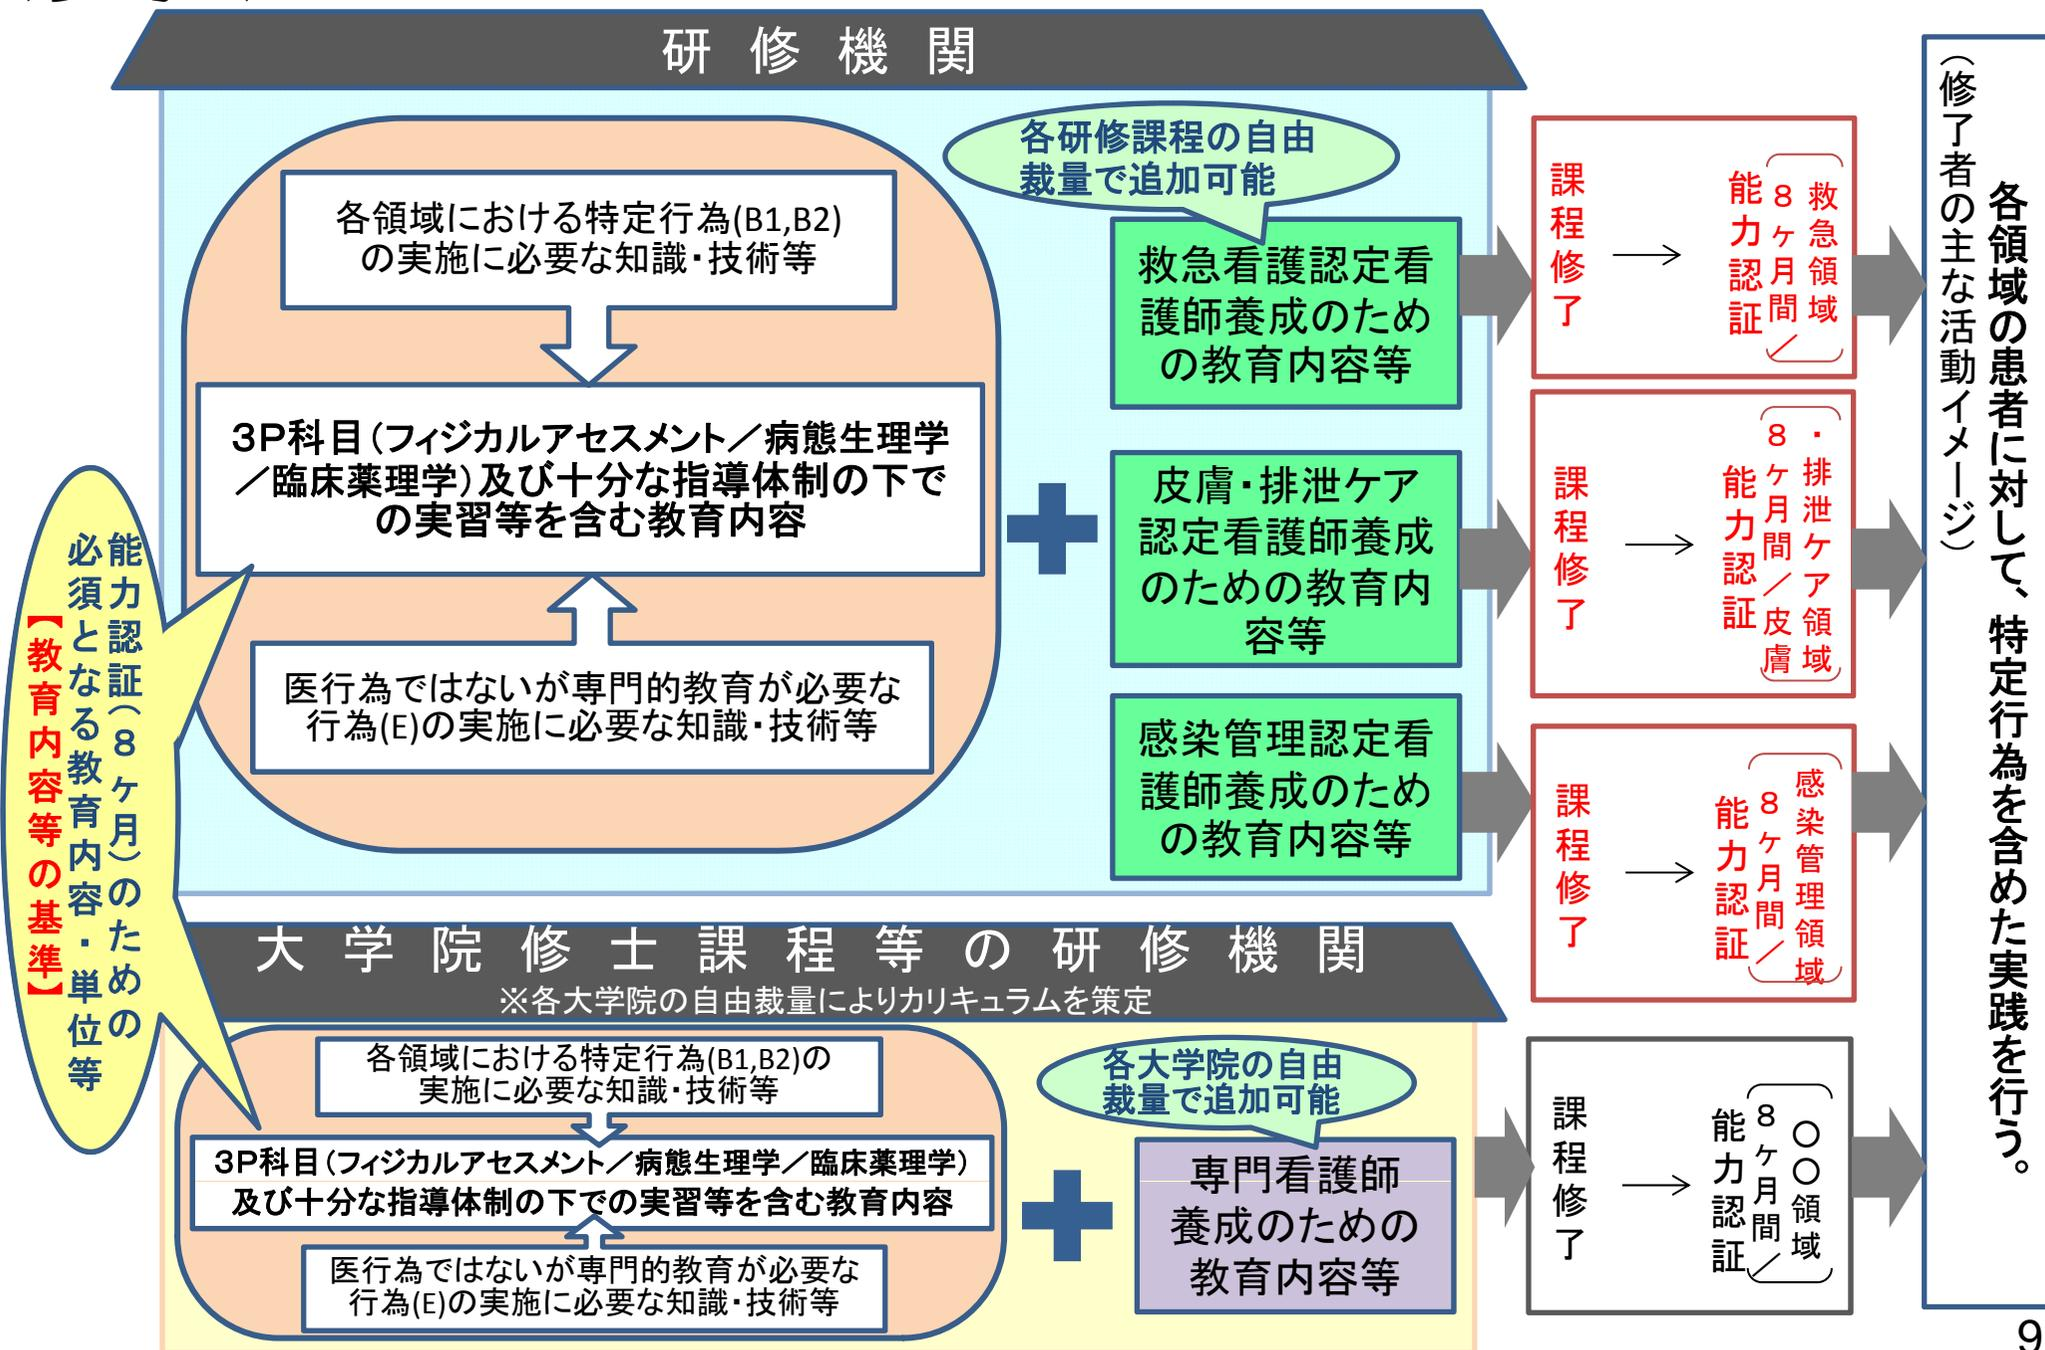 研修機関
各研修課程の自由
裁量で追加可能
各領域における特定行為(B1,B2)
の実施に必要な知識・技術等
3P科目(フィジカルアセスメント／病態生理学
／臨床薬理学)及び十分な指導体制の下で
の実習等を含む教育内容
医行為ではないが専門的教育が必要な
行為(E)の実施に必要な知識・技術等
救急看護認定看
護師養成のため
の教育内容等
皮膚・排泄ケア
認定看護師養成
のための教育内
容等
感染管理認定看
護師養成のため
の教育内容等
課程修了
→
能力認証
８ヶ月間／
救急領域
課程修了
→
能力認証
８ヶ月間／皮膚
・排泄ケア領域
課程修了
→
能力認証
８ヶ月間／
感染管理領域
能力認証(８ヶ月)のための
必須となる教育内容・単位等
【教育内容等の基準】
大学院修士課程等の研修機関
※各大学院の自由裁量によりカリキュラムを策定
各領域における特定行為(B1,B2)の
実施に必要な知識・技術等
3P科目(フィジカルアセスメント／病態生理学／臨床薬理学)
及び十分な指導体制の下での実習等を含む教育内容
医行為ではないが専門的教育が必要な
行為(E)の実施に必要な知識・技術等
各大学院の自由
裁量で追加可能
専門看護師
養成のための
教育内容等
課程修了
→
能力認証
８ヶ月間／
〇〇領域
各領域の患者に対して、特定行為を含めた実践を行う。
(修了者の主な活動イメージ)
9